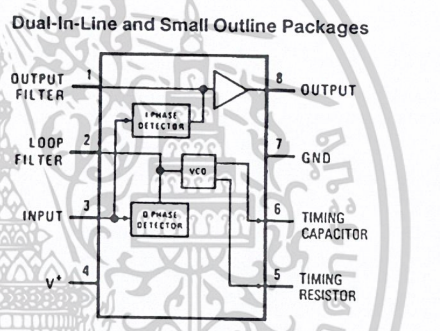 Dual-In-Line and Small Outline Packages
OUTPUT
FILTER
1
LOOP
FILTER
2
INPUT
3
V+
4
I PHASE
DETECTOR
VCO
Q PHASE
DETECTOR
8
OUTPUT
7
GND
6
TIMING
CAPACITOR
5
TIMING
RESISTOR